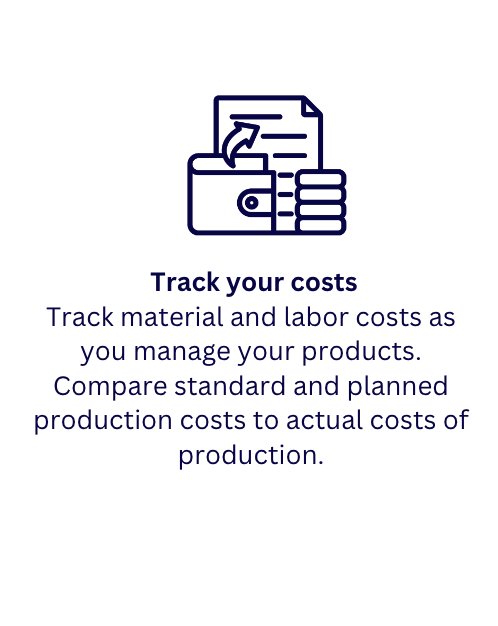 Track your costs
Track material and labor costs as
you manage your products.
Compare standard and planned
production costs to actual costs of
production.